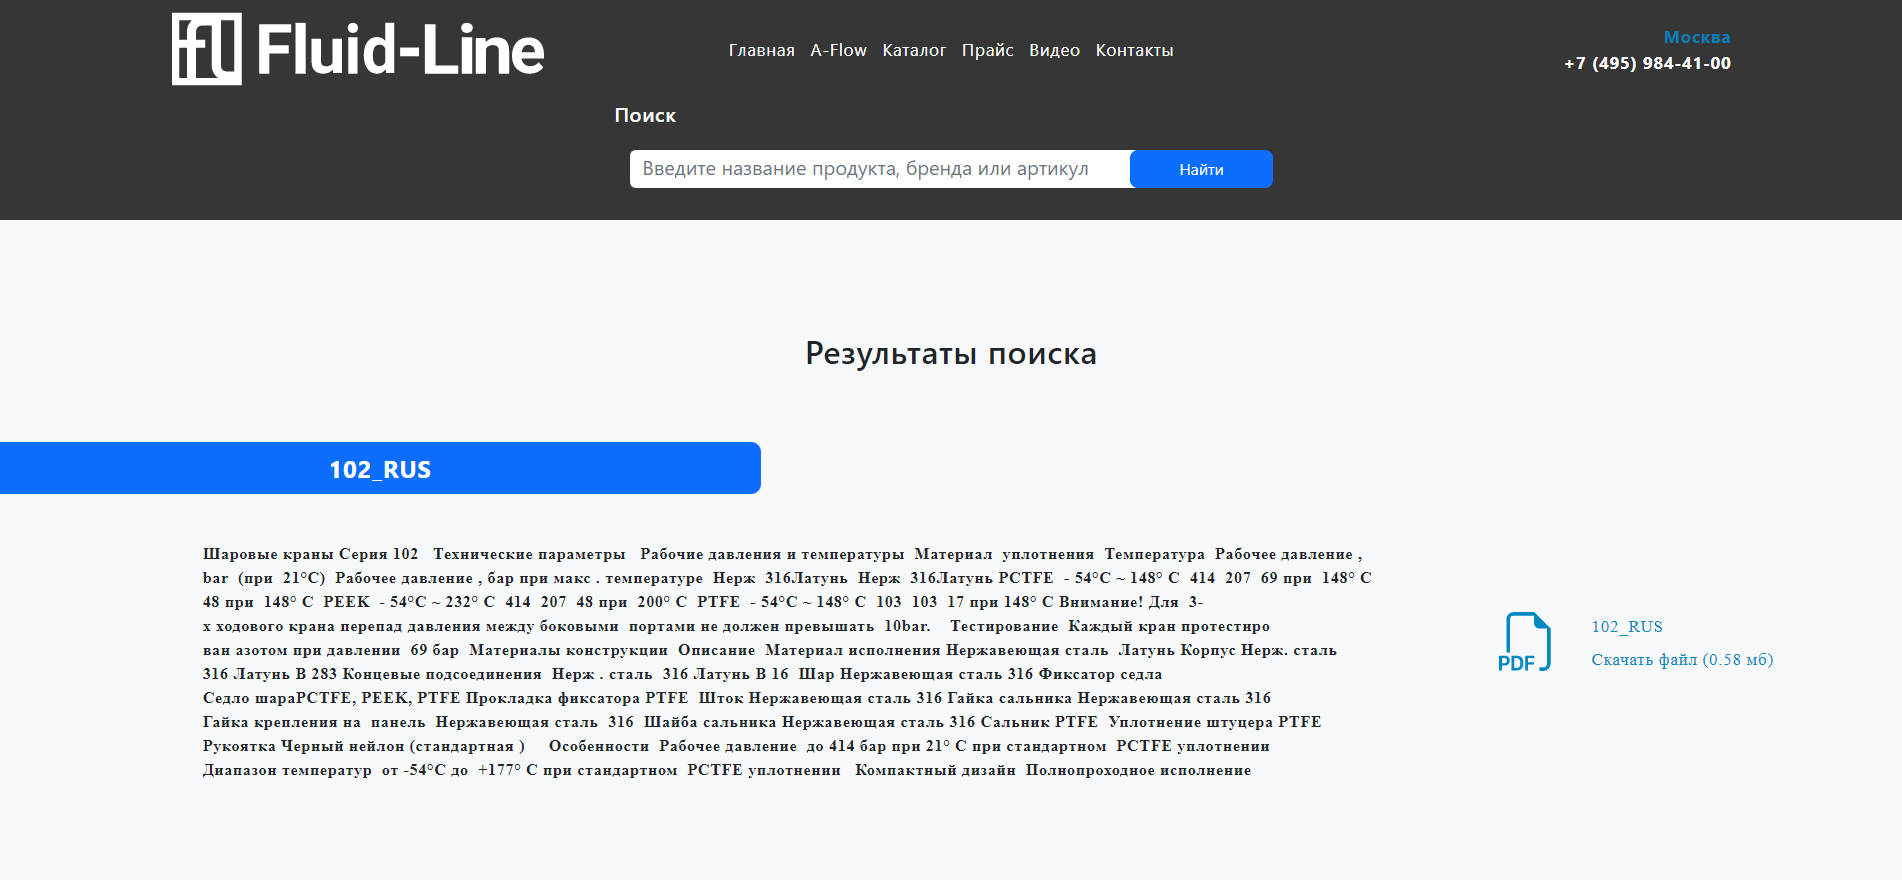 Fluid-Line
Главная A-Flow Каталог Прайс Видео Контакты
Москва
+7 (495) 984-41-00
Поиск
Введите название продукта, бренда или артикул
Найти
Результаты поиска
102_RUS
Шаровые краны Серия 102 Технические параметры Рабочие давления и температуры Материал уплотнения Температура Рабочее давление ,
bar (при 21°C) Рабочее давление , бар при макс . температуре Нерж 316Латунь Нерж 316Латунь PCTFE - 54°C ~ 148° C 414 207 69 при 148° C
48 при 148° C PEEK - 54°C ~ 232° C 414 207 48 при 200° C PTFE - 54°C ~ 148° C 103 103 17 при 148° C Внимание! Для 3-
х ходового крана перепад давления между боковыми портами не должен превышать 10bar. Тестирование Каждый кран протестиро
ван азотом при давлении 69 бар Материалы конструкции Описание Материал исполнения Нержавеющая сталь Латунь Корпус Нерж. сталь
316 Латунь В 283 Концевые подсоединения Нерж . сталь 316 Латунь В 16 Шар Нержавеющая сталь 316 Фиксатор седла
Седло шараPCTFE, PEEK, PTFE Прокладка фиксатора PTFE Шток Нержавеющая сталь 316 Гайка сальника Нержавеющая сталь 316
Гайка крепления на панель Нержавеющая сталь 316 Шайба сальника Нержавеющая сталь 316 Сальник PTFE Уплотнение штуцера PTFE
Рукоятка Черный нейлон (стандартная ) Особенности Рабочее давление до 414 бар при 21° C при стандартном PCTFE уплотнении
Диапазон температур от -54°C до +177° C при стандартном PCTFE уплотнении Компактный дизайн Полнопроходное исполнение
PDF
102_RUS
Скачать файл (0.58 мб)